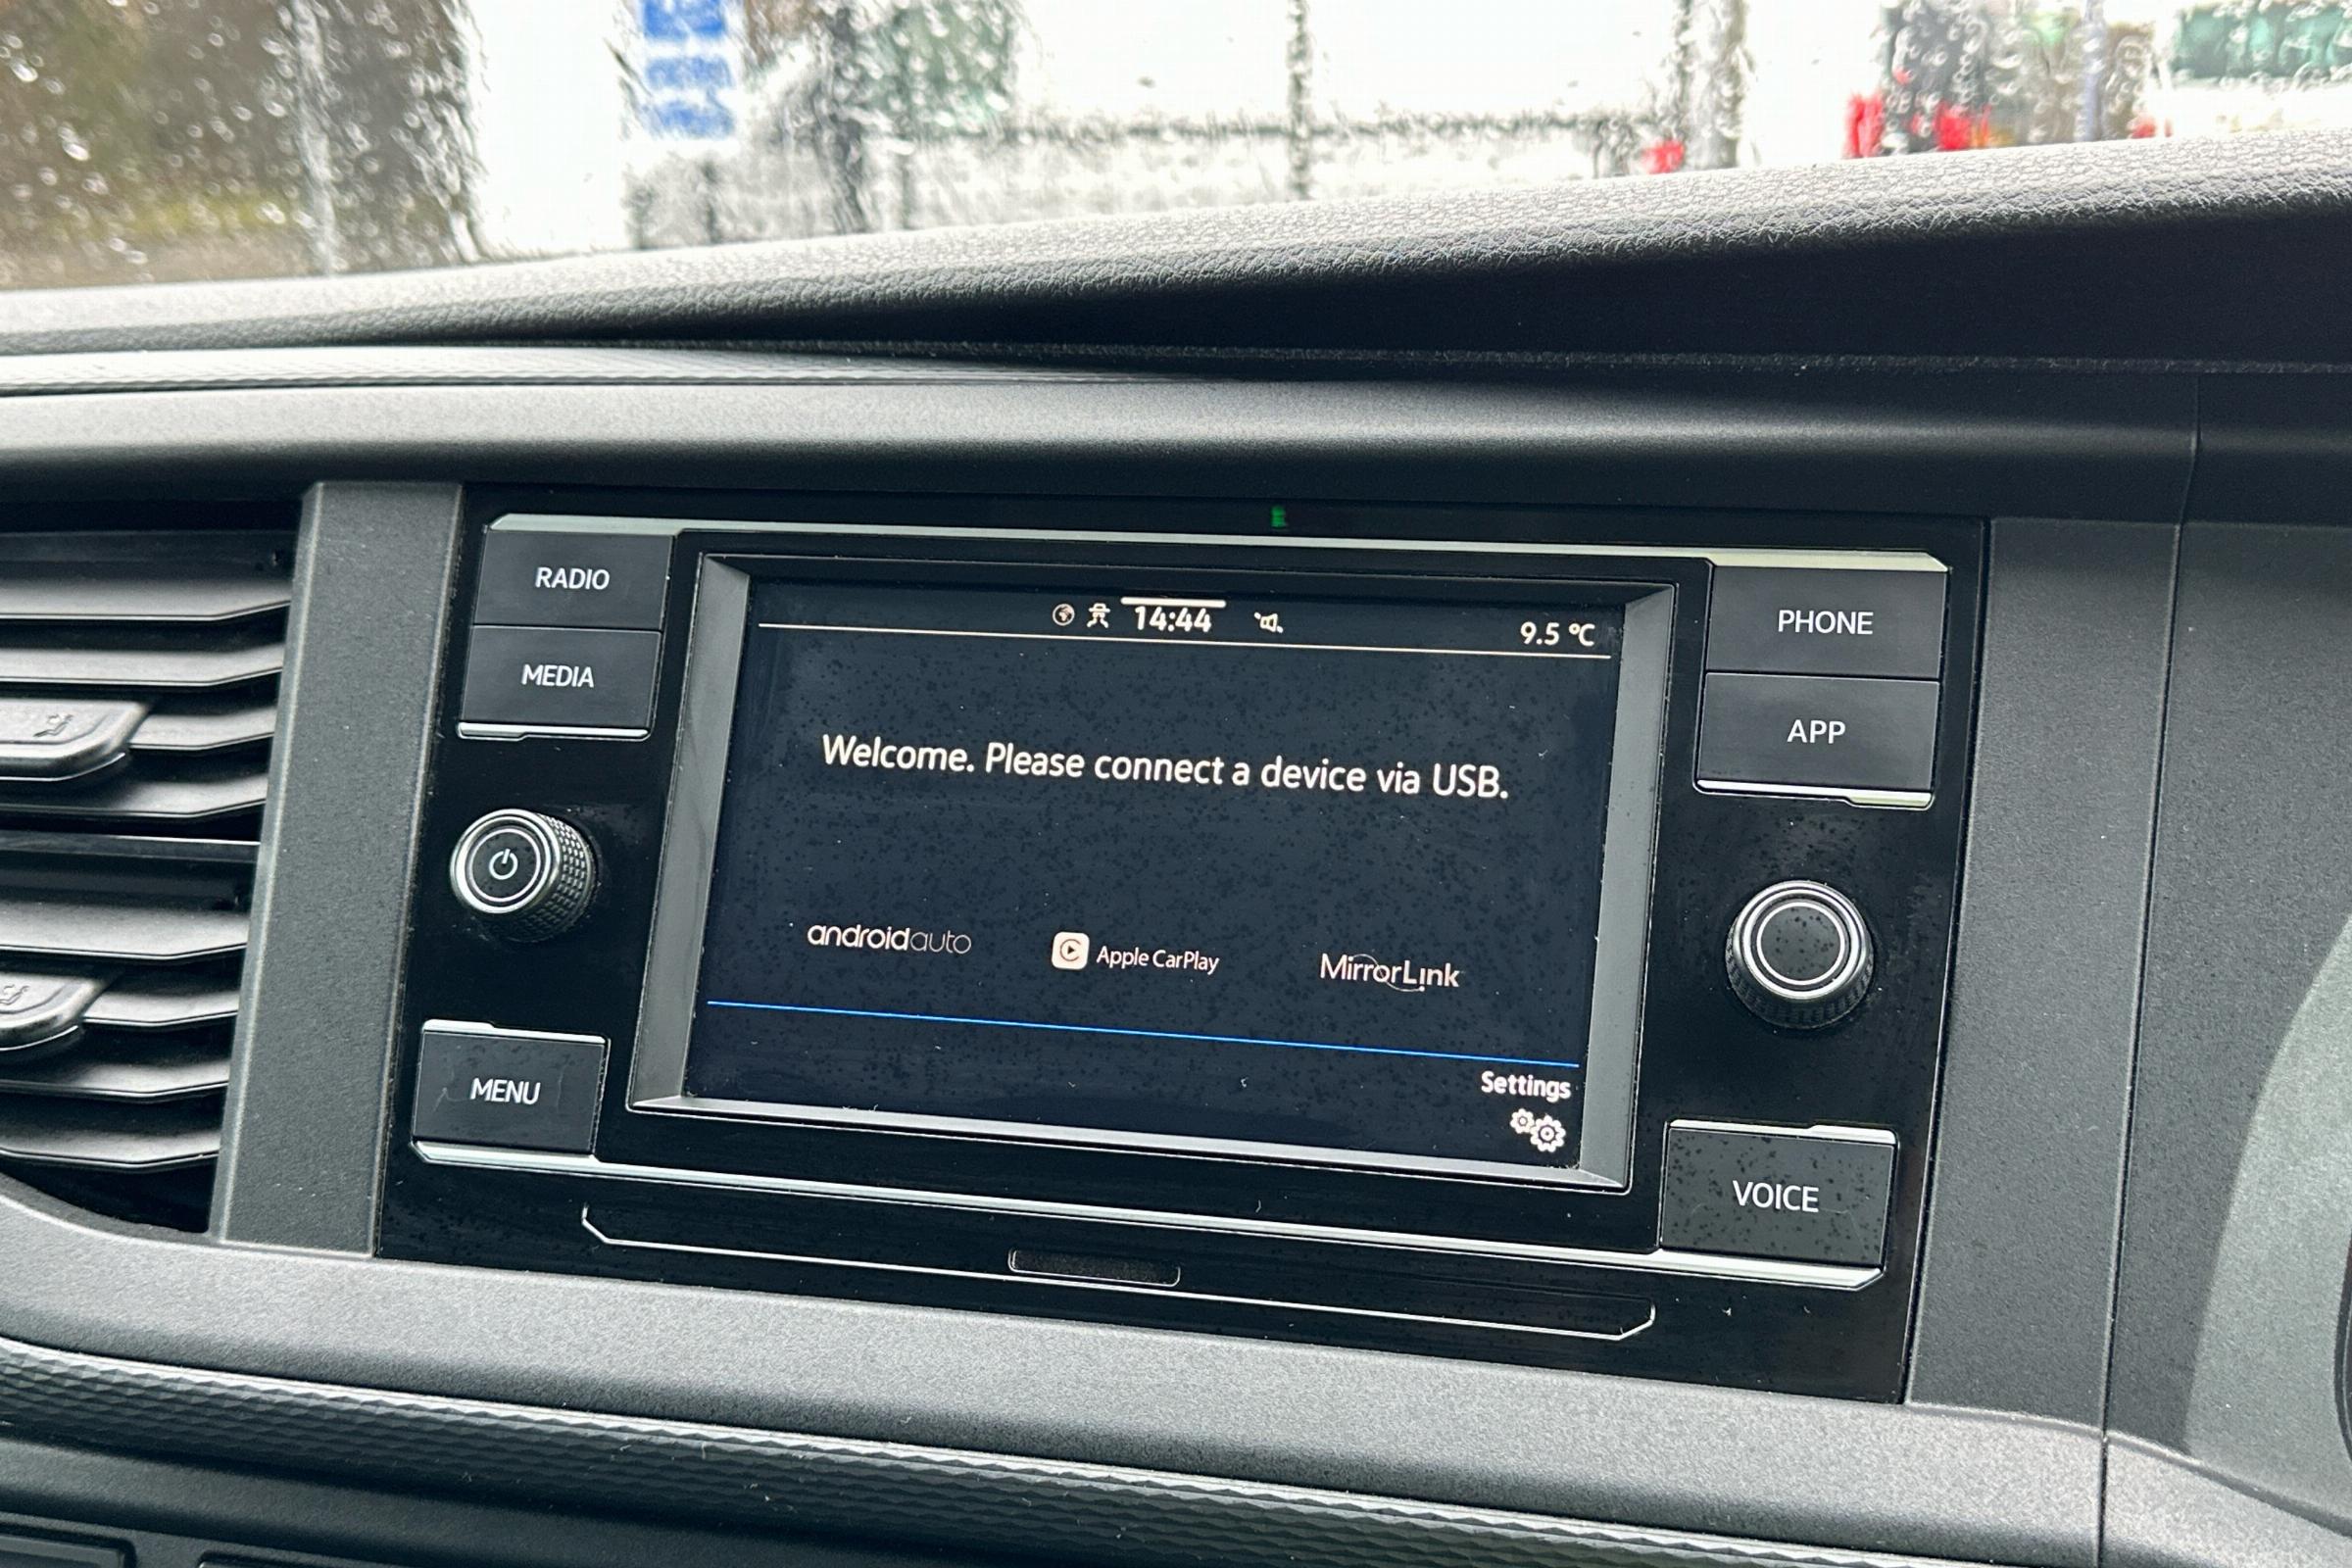 RADIO
MEDIA
14:44
9.5 °C
PHONE
APP
Welcome. Please connect a device via USB.
androidauto
Apple CarPlay
MirrorLink
Settings
MENU
VOICE